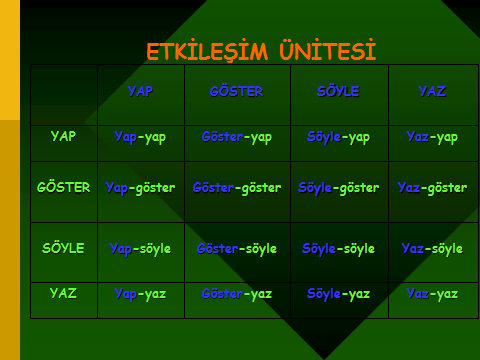 ETKİLEŞİM ÜNİTESİ
YAP GÖSTER SÖYLE YAZ
YAP Yap-yap Göster-yap Söyle-yap Yaz-yap
GÖSTER Yap-göster Göster-göster Söyle-göster Yaz-göster
SÖYLE Yap-söyle Göster-söyle Söyle-söyle Yaz-söyle
YAZ Yap-yaz Göster-yaz Söyle-yaz Yaz-yaz